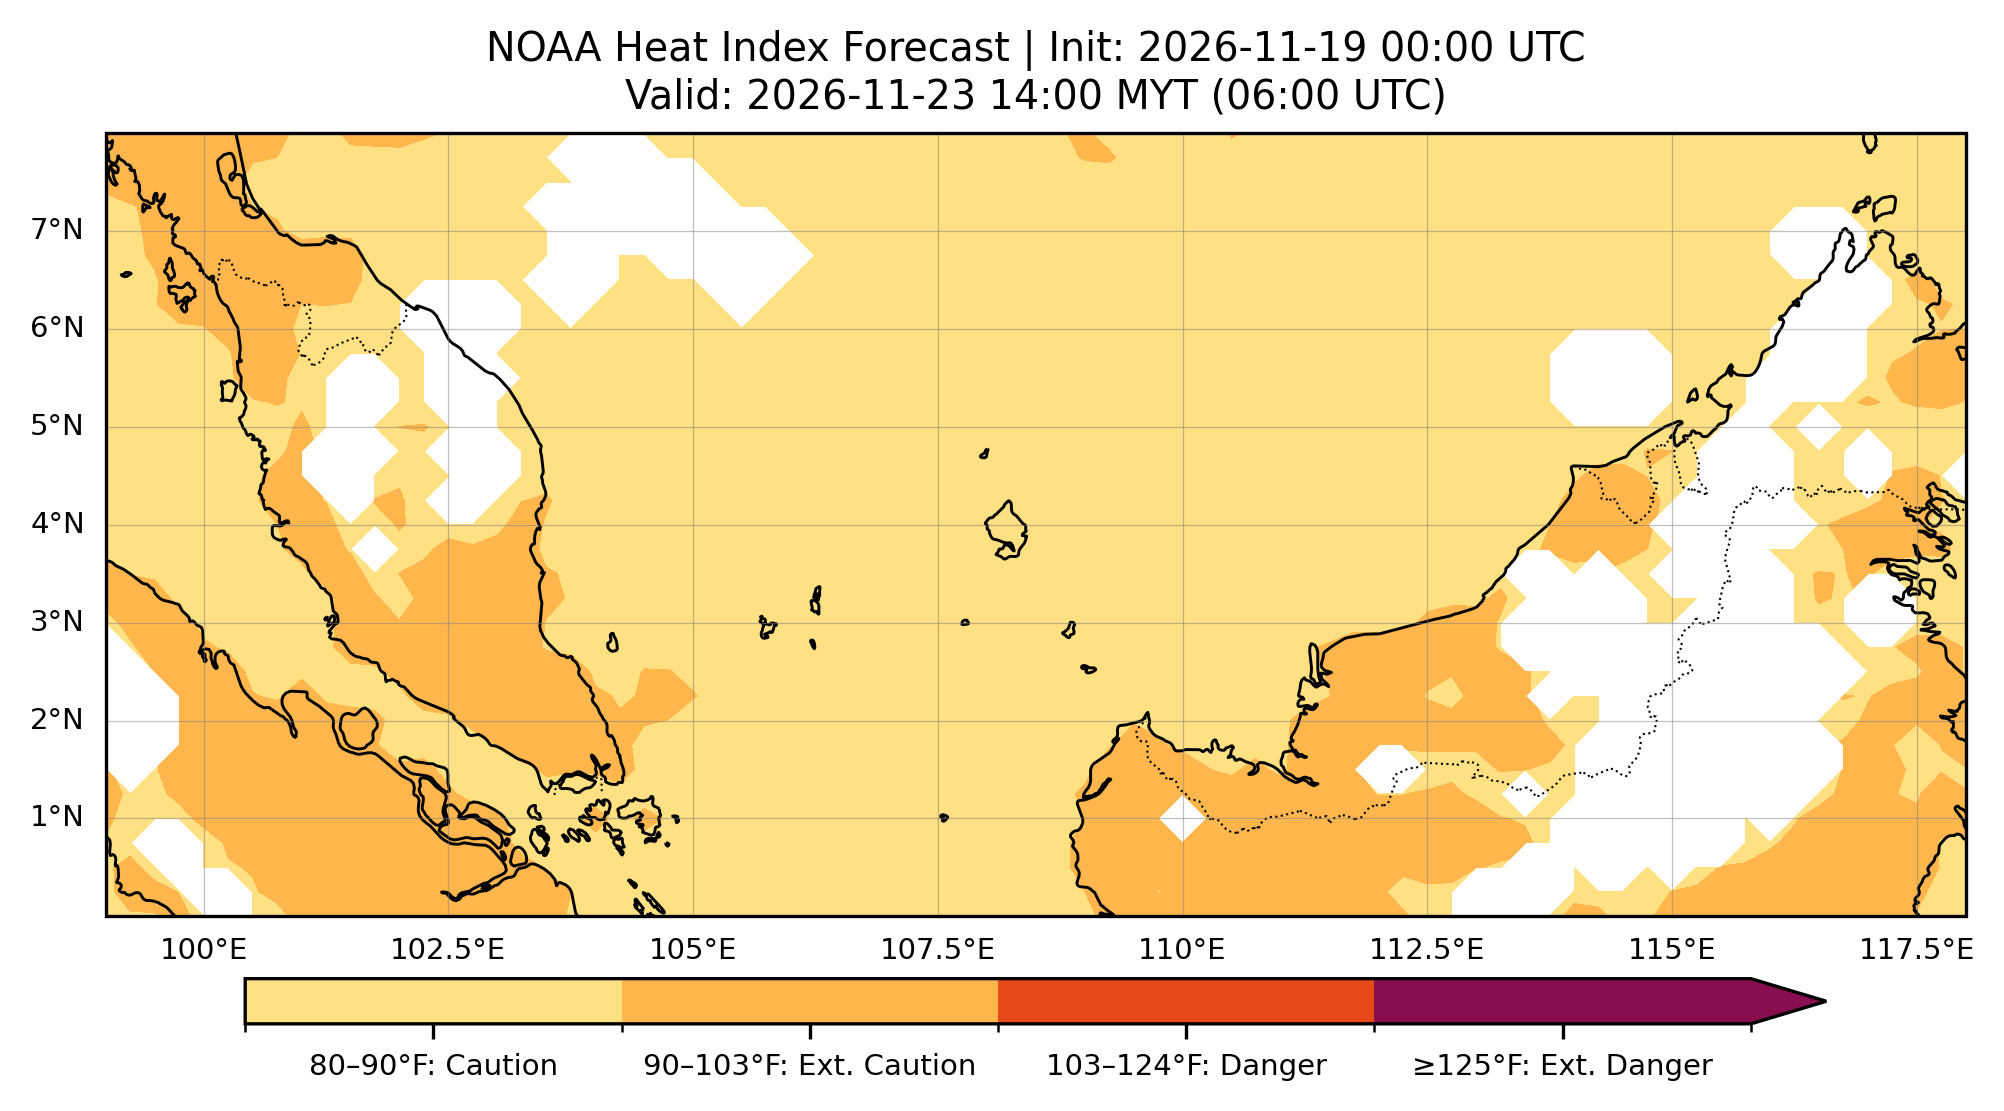 NOAA Heat Index Forecast | Init: 2026-11-19 00:00 UTC
Valid: 2026-11-23 14:00 MYT (06:00 UTC)
7°N
6°N
5°N
4°N
3°N
2°N
1°N
100°E
102.5°E
105°E
107.5°E
110°E
112.5°E
115°E
117.5°E
80–90°F: Caution
90–103°F: Ext. Caution
103–124°F: Danger
≥125°F: Ext. Danger